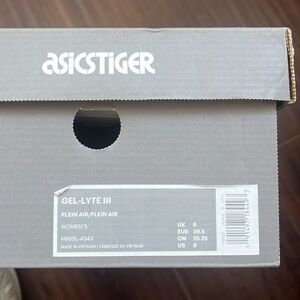 asicsTIGER
GEL-LYTE III
PLEIN AIR/PLEIN AIR
WOMEN'S
H865L-4343
MADE IN VIETNAM / FABRIQUÉ AU VIETNAM
UK 6
EUR 39.5
CM 25.25
US 8